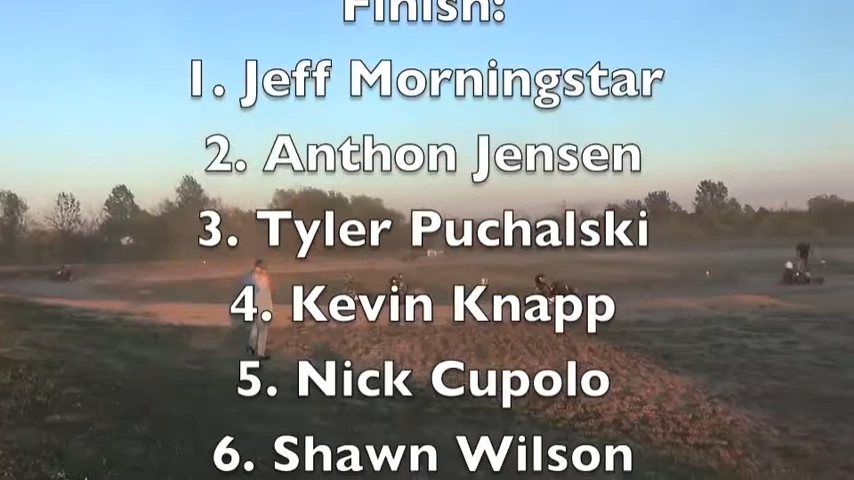 Finish:
1. Jeff Morningstar
2. Anthon Jensen
3. Tyler Puchalski
4. Kevin Knapp
5. Nick Cupolo
6. Shawn Wilson